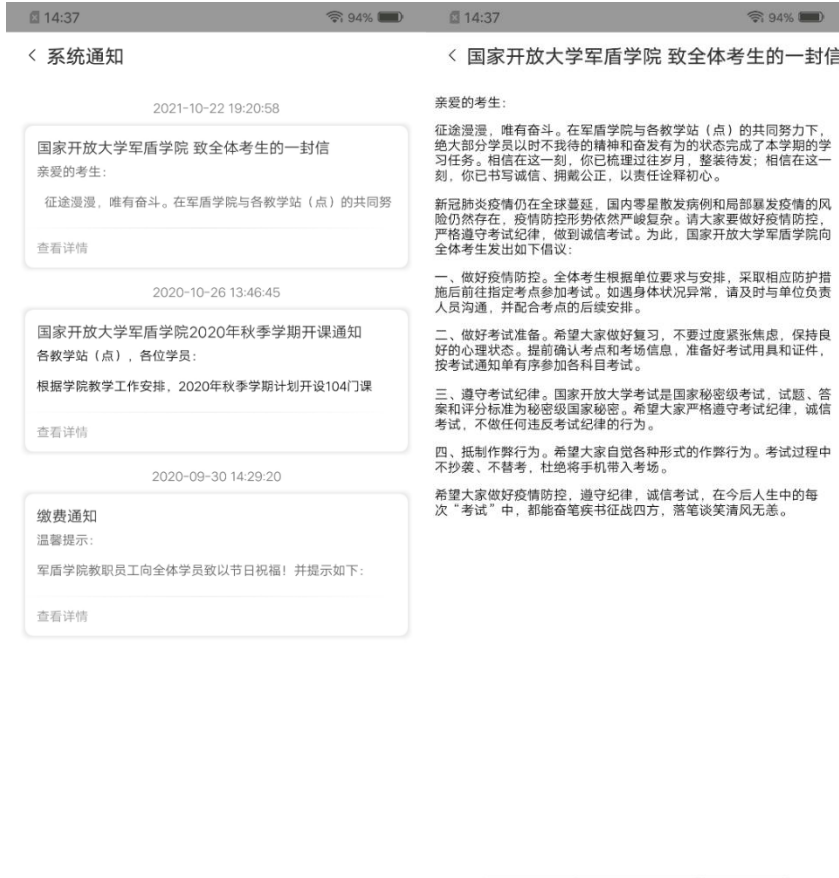 14:37
94%
系统通知
2021-10-22 19:20:58
国家开放大学军盾学院 致全体考生的一封信
亲爱的考生：
征途漫漫，唯有奋斗。在军盾学院与各教学站（点）的共同努
查看详情
2020-10-26 13:46:45
国家开放大学军盾学院2020年秋季学期开课通知
各教学站（点），各位学员：
根据学院教学工作安排，2020年秋季学期计划开设104门课
查看详情
2020-09-30 14:29:20
缴费通知
温馨提示：
军盾学院教职员工向全体学员致以节日祝福！并提示如下：
查看详情
14:37
94%
国家开放大学军盾学院 致全体考生的一封信
亲爱的考生：
征途漫漫，唯有奋斗。在军盾学院与各教学站（点）的共同努力下，
绝大部分学员以时不我待的精神和奋发有为的状态完成了本学期的学
习任务。相信在这一刻，你已梳理过往岁月，整装待发；相信在这一
刻，你已书写诚信、拥戴公正，以责任诠释初心。
新冠肺炎疫情仍在全球蔓延，国内零星散发病例和局部暴发疫情的风
险仍然存在，疫情防控形势依然严峻复杂。请大家要做好疫情防控，
严格遵守考试纪律，做到诚信考试。为此，国家开放大学军盾学院向
全体考生发出如下倡议：
一、做好疫情防控。全体考生根据单位要求与安排，采取相应防护措
施后前往指定考点参加考试。如遇身体状况异常，请及时与单位负责
人员沟通，并配合考点的后续安排。
二、做好考试准备。希望大家做好复习，不要过度紧张焦虑，保持良
好的心理状态。提前确认考点和考场信息，准备好考试用具和证件，
按考试通知单有序参加各科目考试。
三、遵守考试纪律。国家开放大学考试是国家秘密级考试，试题、答
案和评分标准为秘密级国家秘密。希望大家严格遵守考试纪律，诚信
考试，不做任何违反考试纪律的行为。
四、抵制作弊行为。希望大家自觉各种形式的作弊行为。考试过程中
不抄袭、不替考，杜绝将手机带入考场。
希望大家做好疫情防控，遵守纪律，诚信考试，在今后人生中的每
次“考试”中，都能奋笔疾书征战四方，落笔谈笑清风无恙。